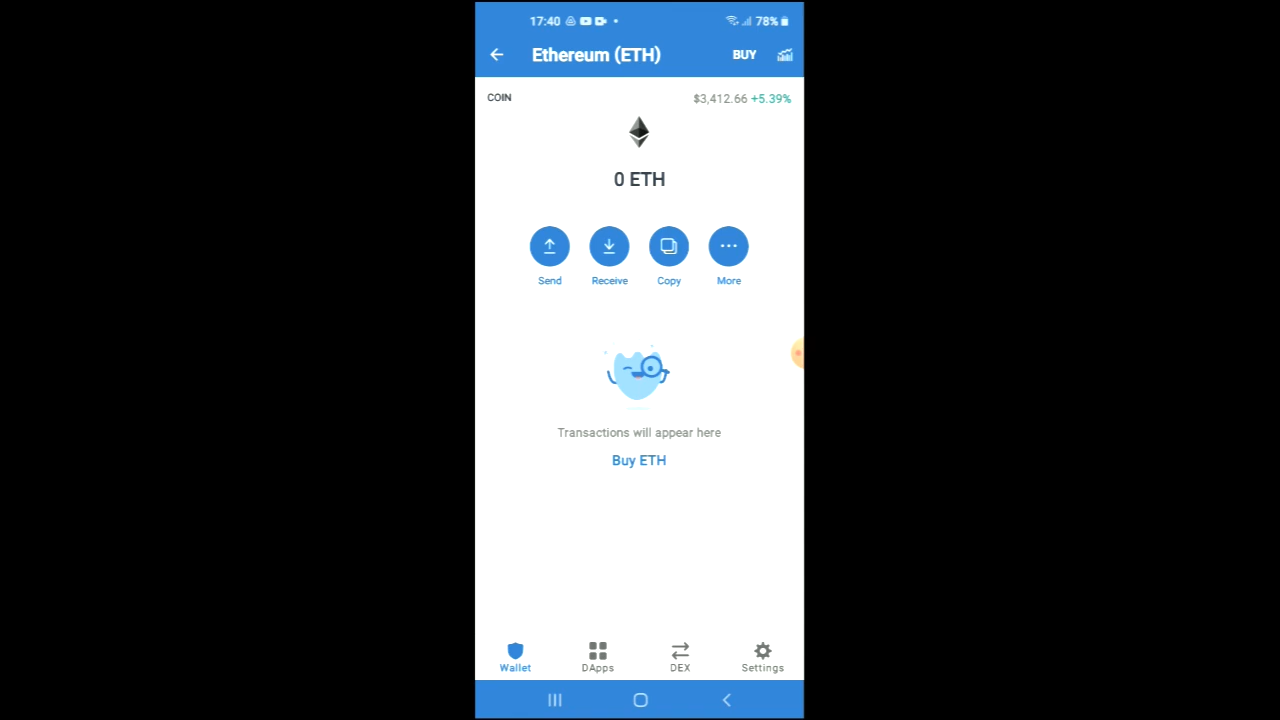 17:40 78%
Ethereum (ETH) BUY
COIN $3,412.66 +5.39%
0 ETH
Send Receive Copy More
Transactions will appear here
Buy ETH
Wallet DApps DEX Settings